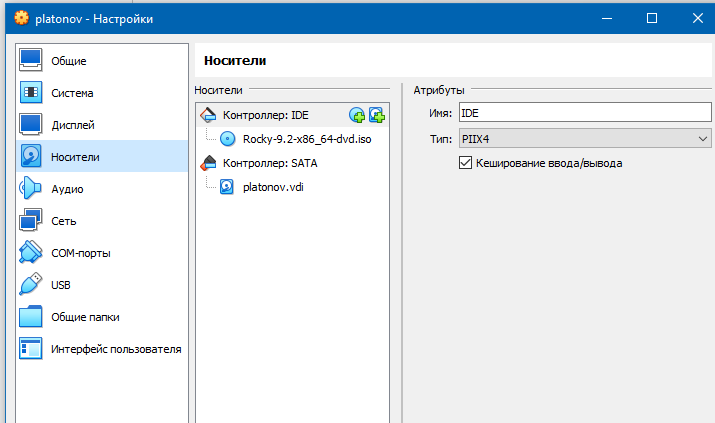 platonov - Настройки
Общие
Система
Дисплей
Носители
Аудио
Сеть
COM-порты
USB
Общие папки
Интерфейс пользователя
Носители
Носители
Контроллер: IDE
Rocky-9.2-x86_64-dvd.iso
Контроллер: SATA
platonov.vdi
Атрибуты
Имя: IDE
Тип: PIIX4
Кеширование ввода/вывода